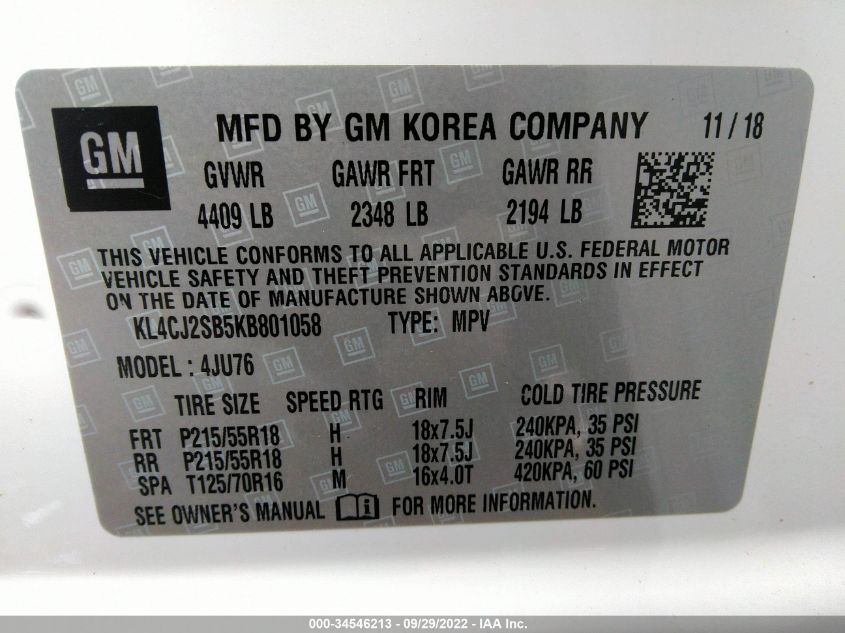 GM
MFD BY GM KOREA COMPANY 11/18
GVWR GAWR FRT GAWR RR
4409 LB 2348 LB 2194 LB
THIS VEHICLE CONFORMS TO ALL APPLICABLE U.S. FEDERAL MOTOR
VEHICLE SAFETY AND THEFT PREVENTION STANDARDS IN EFFECT
ON THE DATE OF MANUFACTURE SHOWN ABOVE.
KL4CJ2SB5KB801058 TYPE: MPV
MODEL: 4JU76
TIRE SIZE SPEED RTG RIM COLD TIRE PRESSURE
FRT P215/55R18 H 18x7.5J 240KPA, 35 PSI
RR P215/55R18 H 18x7.5J 240KPA, 35 PSI
SPA T125/70R16 M 16x4.0T 420KPA, 60 PSI
SEE OWNER'S MANUAL i FOR MORE INFORMATION.
000-34546213 - 09/29/2022 - IAA Inc.